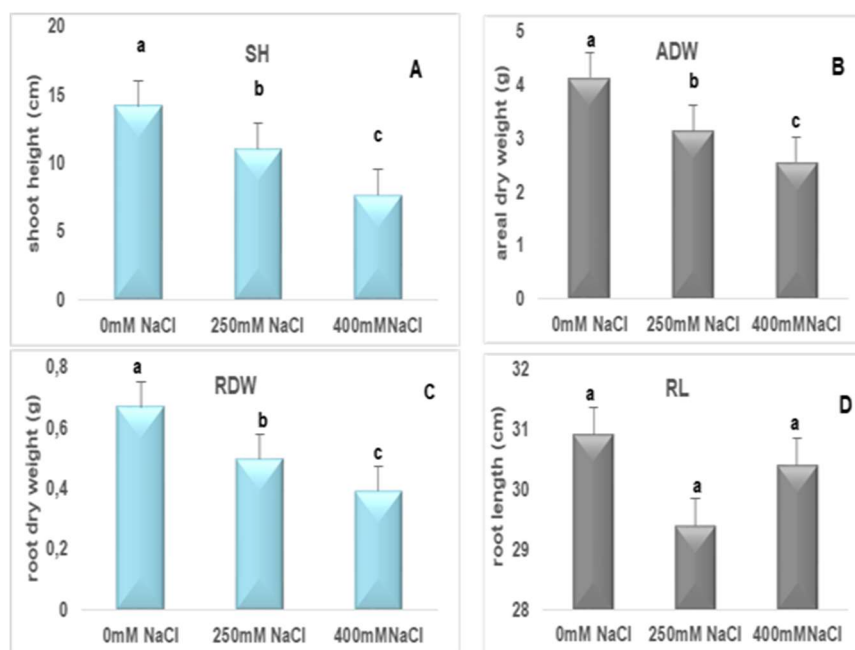 SH
A
shoot height (cm)
20
15
10
5
0
a
b
c
0mM NaCl 250mM NaCl 400mMNaCl
ADW
B
areal dry weight (g)
5
4
3
2
1
0
a
b
c
0mM NaCl 250mM NaCl 400mMNaCl
RDW
C
root dry weight (g)
0,8
0,6
0,4
0,2
0
a
b
c
0mM NaCl 250mM NaCl 400mMNaCl
RL
D
root length (cm)
32
31
30
29
28
a
a
a
0mM NaCl 250mM NaCl 400mMNaCl